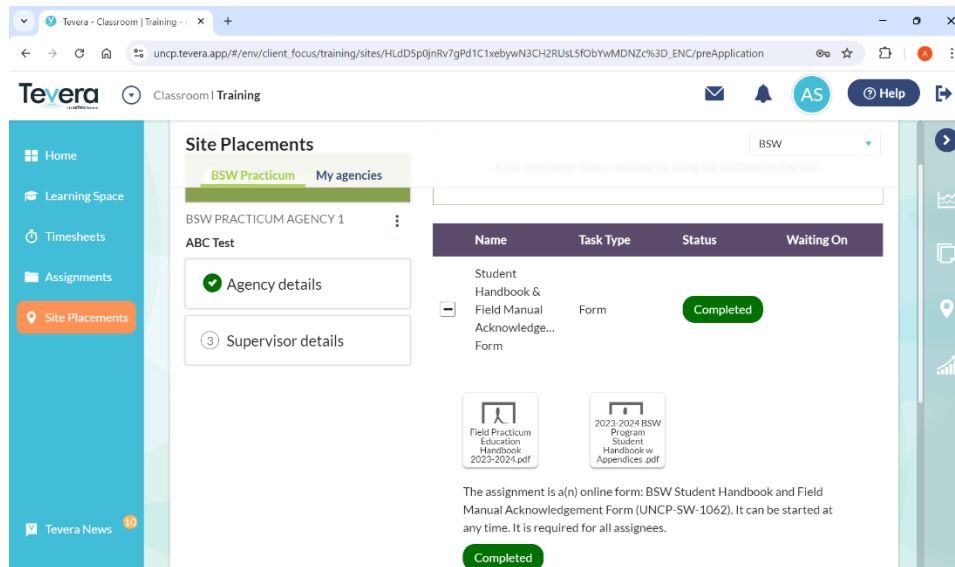 Tevera - Classroom | Training -
uncp.tevera.app/#/env/client_focus/training/sites/HLdD5p0jnRv7gPd1C1xebywN3CH2RUsL5fObYwMDNZc%3D_ENC/preApplication
A
Tevera
Classroom | Training
AS
? Help
Home
Learning Space
Timesheets
Assignments
Site Placements
Tevera News
10
Site Placements
BSW
BSW Practicum My agencies
BSW PRACTICUM AGENCY 1
ABC Test
Agency details
3 Supervisor details
Name Task Type Status Waiting On
Student
Handbook &
Field Manual
Acknowledge...
Form
Form
Completed
Field Practicum
Education
Handbook
2023-2024.pdf
2023-2024 BSW
Program
Student
Handbook w
Appendices .pdf
The assignment is a(n) online form: BSW Student Handbook and Field
Manual Acknowledgement Form (UNCP-SW-1062). It can be started at
any time. It is required for all assignees.
Completed